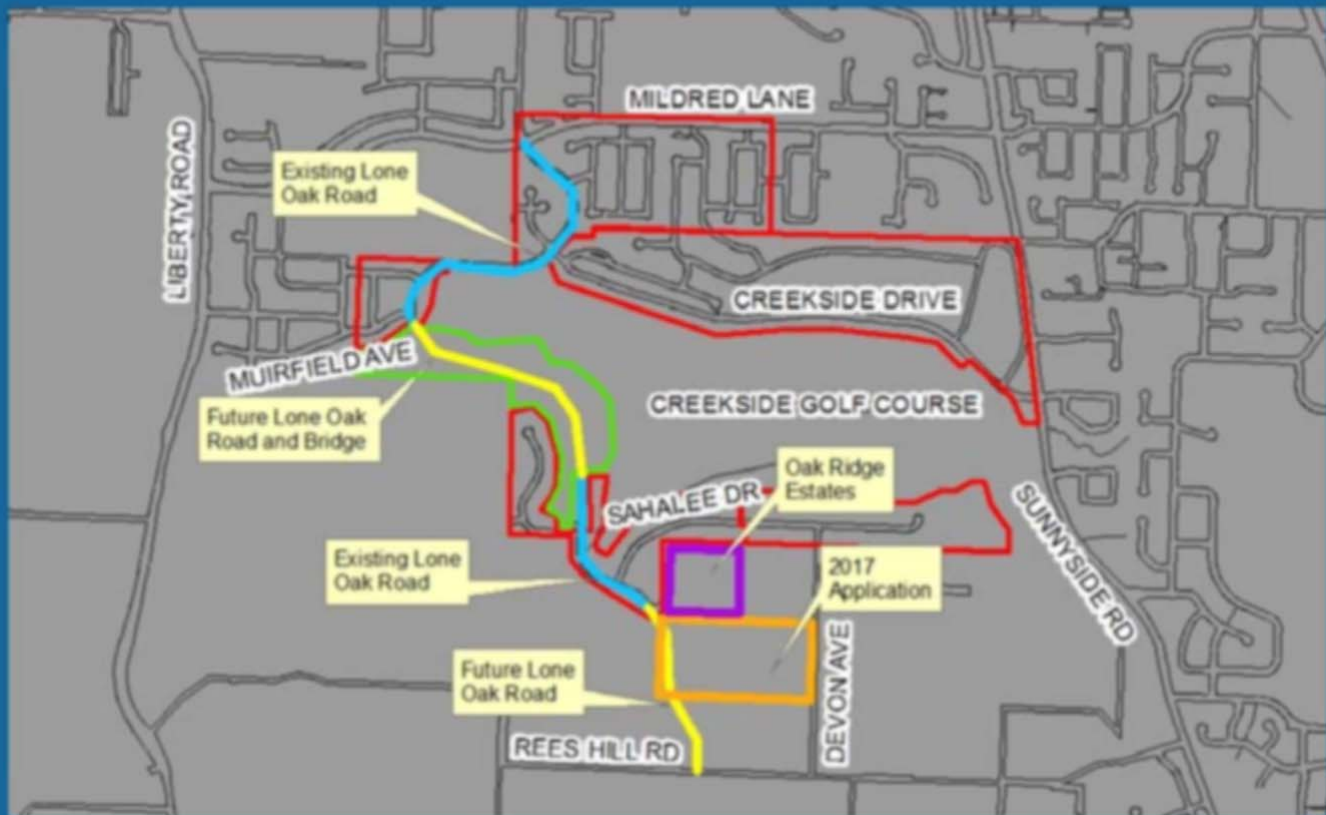 MILDRED LANE
Existing Lone
Oak Road
LIBERTY ROAD
CREEKSIDE DRIVE
MUIRFIELD AVE
Future Lone Oak
Road and Bridge
CREEKSIDE GOLF COURSE
Oak Ridge
Estates
SAHALEE DR
SUNNYSIDE RD
Existing Lone
Oak Road
2017
Application
Future Lone
Oak Road
DEVON AVE
REES HILL RD